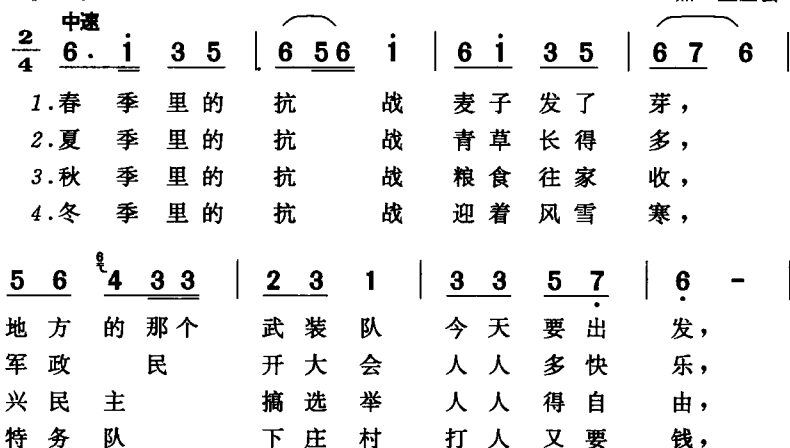 中速
2/4 6. 1 3 5 | 6 5 6 1 | 6 1 3 5 | 6 7 6 |
1.春季里的抗战麦子发了芽，
2.夏季里的抗战青草长得多，
3.秋季里的抗战粮食往家收，
4.冬季里的抗战迎着风雪寒，
5 6 6 4 3 3 | 2 3 1 | 3 3 5 7 | 6 - |
地方的那个武装队今天要出发，
军政民开大会人人多快乐，
兴民主搞选举人人得自由，
特务队下庄村打人又要钱，